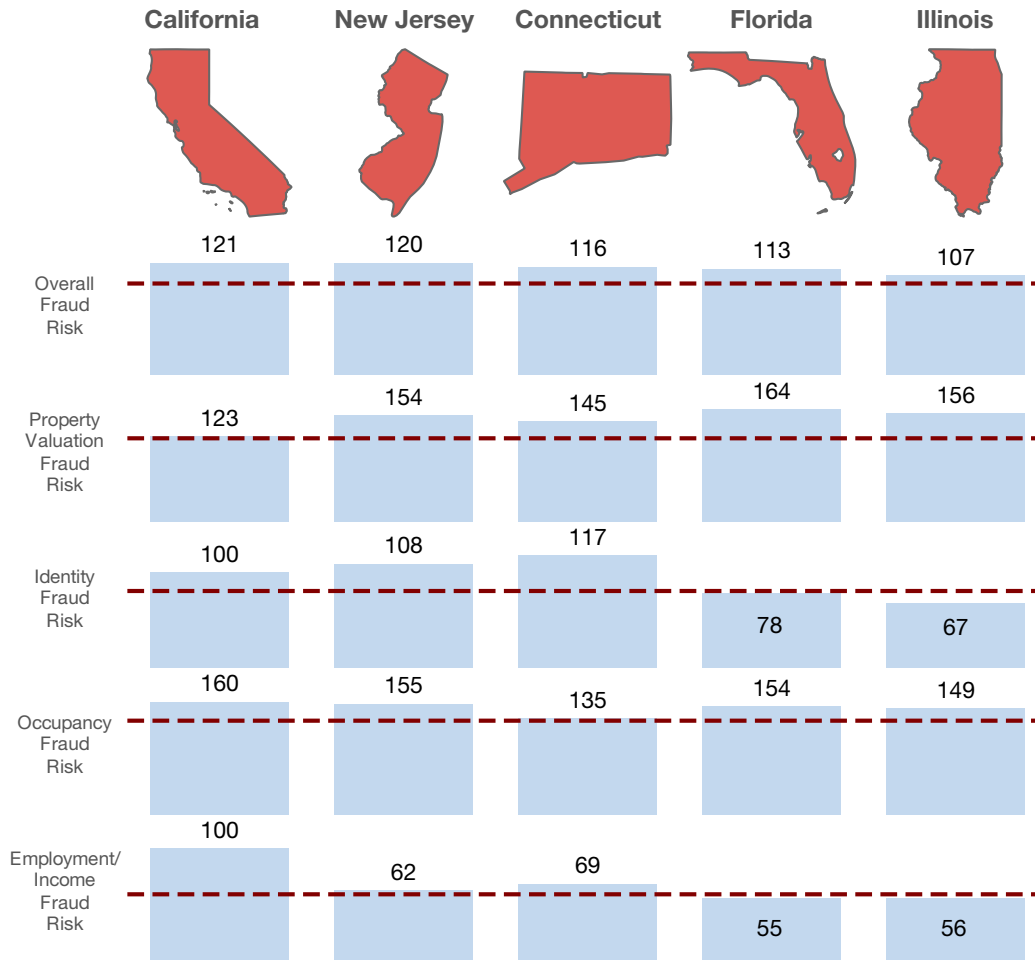 California New Jersey Connecticut Florida Illinois
121 120 116 113 107
Overall
Fraud
Risk
123 154 145 164 156
Property
Valuation
Fraud
Risk
100 108 117 78 67
Identity
Fraud
Risk
160 155 135 154 149
Occupancy
Fraud
Risk
100 62 69 55 56
Employment/
Income
Fraud
Risk